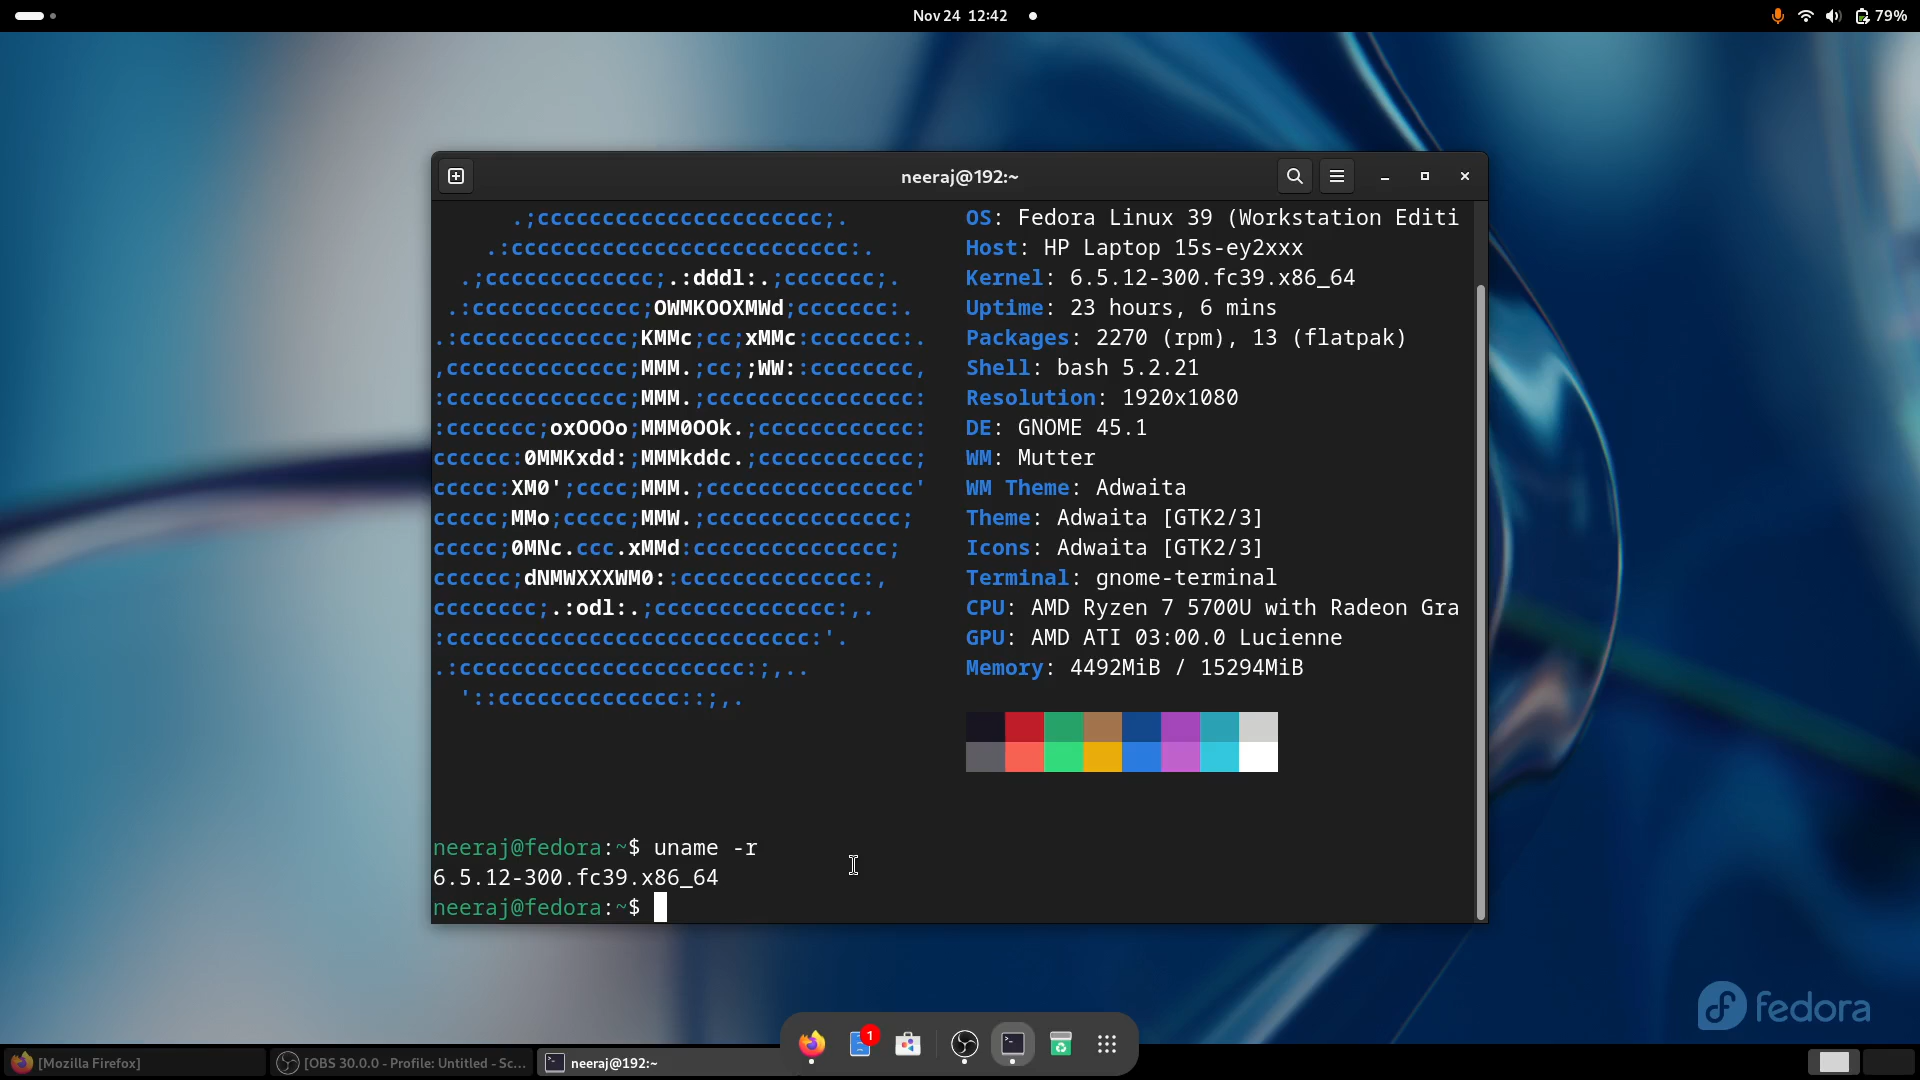 Nov 24 12:42
79%
neeraj@192:~
.;cccccccccccccccccccccc;. OS: Fedora Linux 39 (Workstation Editi
.:cccccccccccccccccccccccccc:. Host: HP Laptop 15s-ey2xxx
.;ccccccccccccc;.:dddl:.;ccccccc;. Kernel: 6.5.12-300.fc39.x86_64
.:ccccccccccccc;OWMKOOXMWd;ccccccc:. Uptime: 23 hours, 6 mins
.:ccccccccccccc;KMMc;cc;xMMc:ccccccc:. Packages: 2270 (rpm), 13 (flatpak)
,cccccccccccccc;MMM.;cc;;WW::cccccccc, Shell: bash 5.2.21
:cccccccccccccc;MMM.;cccccccccccccccc: Resolution: 1920x1080
:ccccccc;oxOOOo;MMM0OOk.;cccccccccccc: DE: GNOME 45.1
cccccc:0MMKxdd:;MMMkddc.;cccccccccccc; WM: Mutter
ccccc:XM0';cccc;MMM.;cccccccccccccccc' WM Theme: Adwaita
ccccc;MMo;ccccc;MMW.;ccccccccccccccc; Theme: Adwaita [GTK2/3]
ccccc;0MNc.ccc.xMMd:ccccccccccccccc; Icons: Adwaita [GTK2/3]
cccccc;dNMWXXXWM0::cccccccccccccc:, Terminal: gnome-terminal
cccccccc;.:odl:.;cccccccccccccc:,. CPU: AMD Ryzen 7 5700U with Radeon Gra
:cccccccccccccccccccccccccccc:'. GPU: AMD ATI 03:00.0 Lucienne
.:cccccccccccccccccccccc:;,.. Memory: 4492MiB / 15294MiB
'::cccccccccccccc::;,.
neeraj@fedora:~$ uname -r
6.5.12-300.fc39.x86_64
neeraj@fedora:~$
fedora
1
[Mozilla Firefox]
[OBS 30.0.0 - Profile: Untitled - Sc...
neeraj@192:~